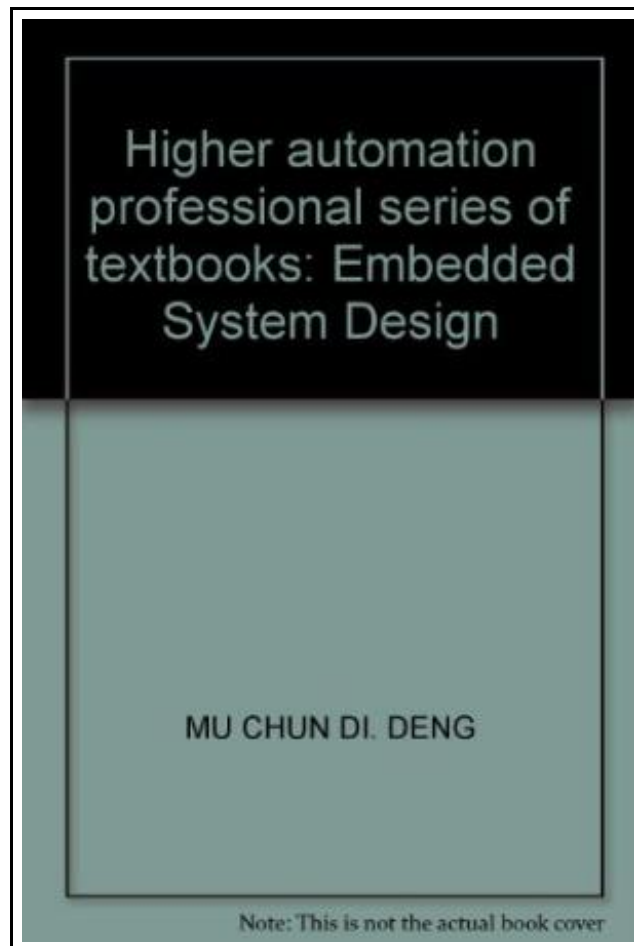 Higher automation
professional series of
textbooks: Embedded
System Design
MU CHUN DI. DENG
Note: This is not the actual book cover